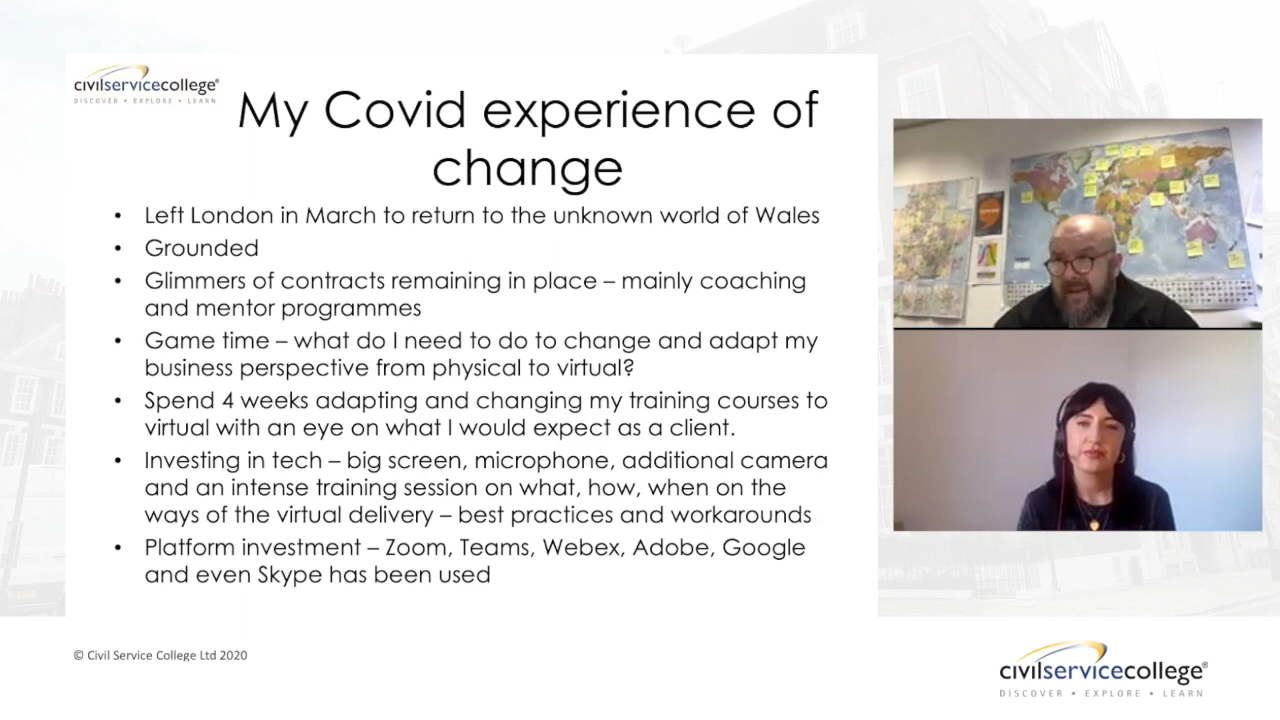 civilservicecollege®
DISCOVER • EXPLORE • LEARN
My Covid experience of
change
• Left London in March to return to the unknown world of Wales
• Grounded
• Glimmers of contracts remaining in place – mainly coaching
and mentor programmes
• Game time – what do I need to do to change and adapt my
business perspective from physical to virtual?
• Spend 4 weeks adapting and changing my training courses to
virtual with an eye on what I would expect as a client.
• Investing in tech – big screen, microphone, additional camera
and an intense training session on what, how, when on the
ways of the virtual delivery – best practices and workarounds
• Platform investment – Zoom, Teams, Webex, Adobe, Google
and even Skype has been used
© Civil Service College Ltd 2020
civilservicecollege®
DISCOVER • EXPLORE • LEARN